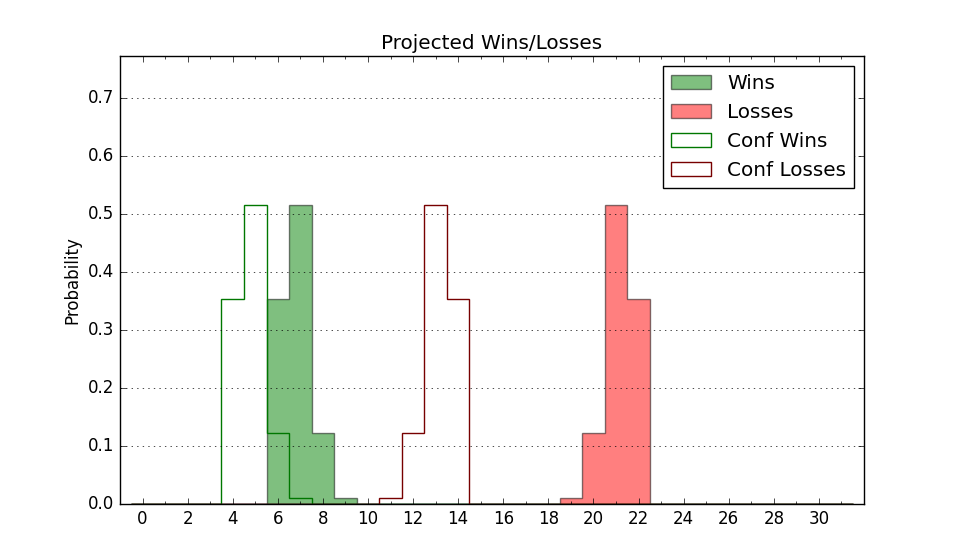 Projected Wins/Losses
Wins
Losses
Conf Wins
Conf Losses
Probability
0.7
0.6
0.5
0.4
0.3
0.2
0.1
0.0
0 2 4 6 8 10 12 14 16 18 20 22 24 26 28 30